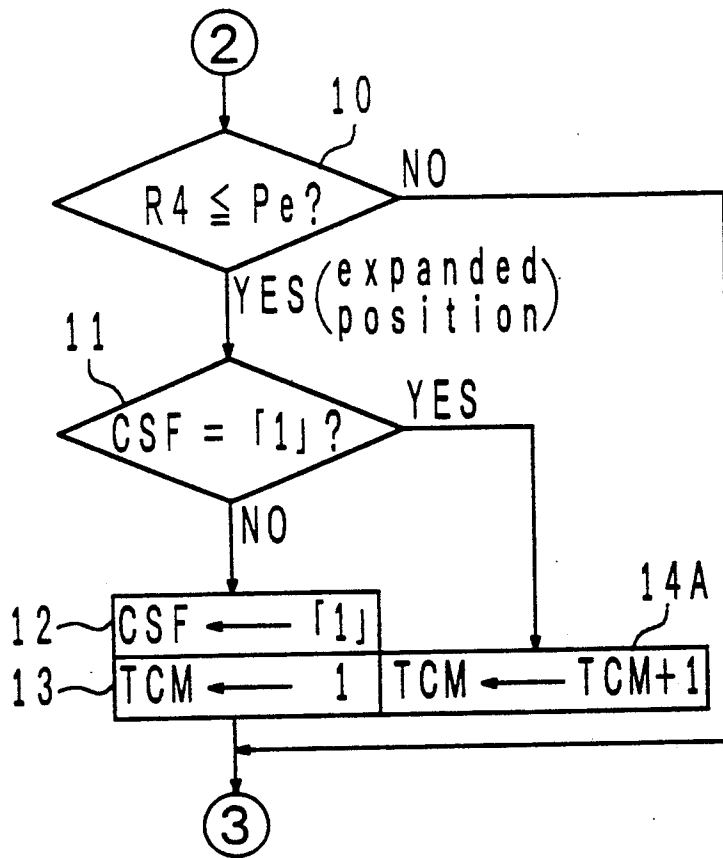 2
10
R4 ≦ Pe?
NO
YES (expanded position)
11
CSF = 「1」?
YES
NO
14A
12 CSF ← 「1」
13 TCM ← 1
TCM ← TCM+1
3